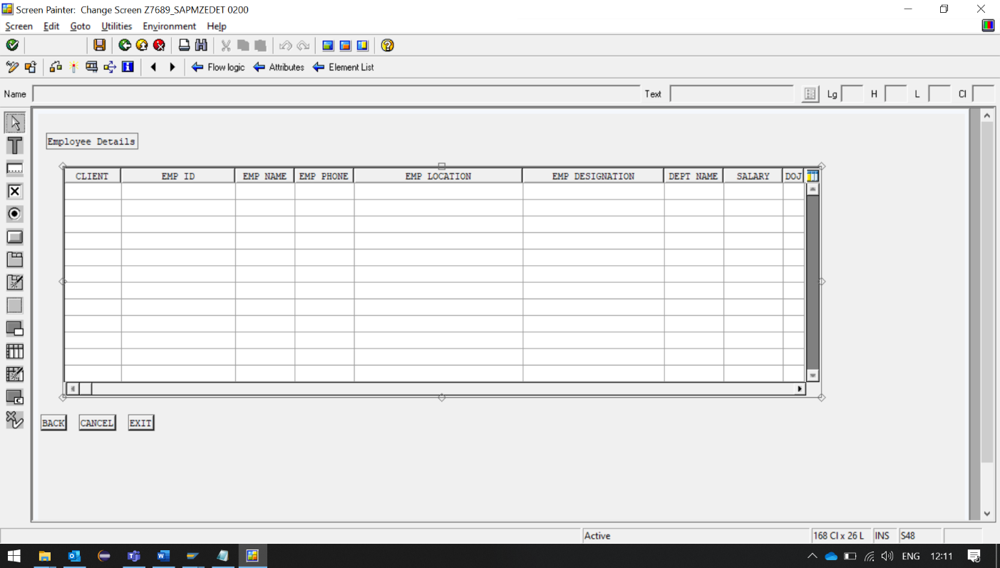 Screen Painter: Change Screen Z7689_SAPMZEDET 0200
Screen Edit Goto Utilities Environment Help
Flow logic Attributes Element List
Name Text Lg H L Cl
Employee Details
CLIENT EMP ID EMP NAME EMP PHONE EMP LOCATION EMP DESIGNATION DEPT NAME SALARY DOJ
BACK CANCEL EXIT
Active 168 Cl x 26 L INS S48
ENG 12:11